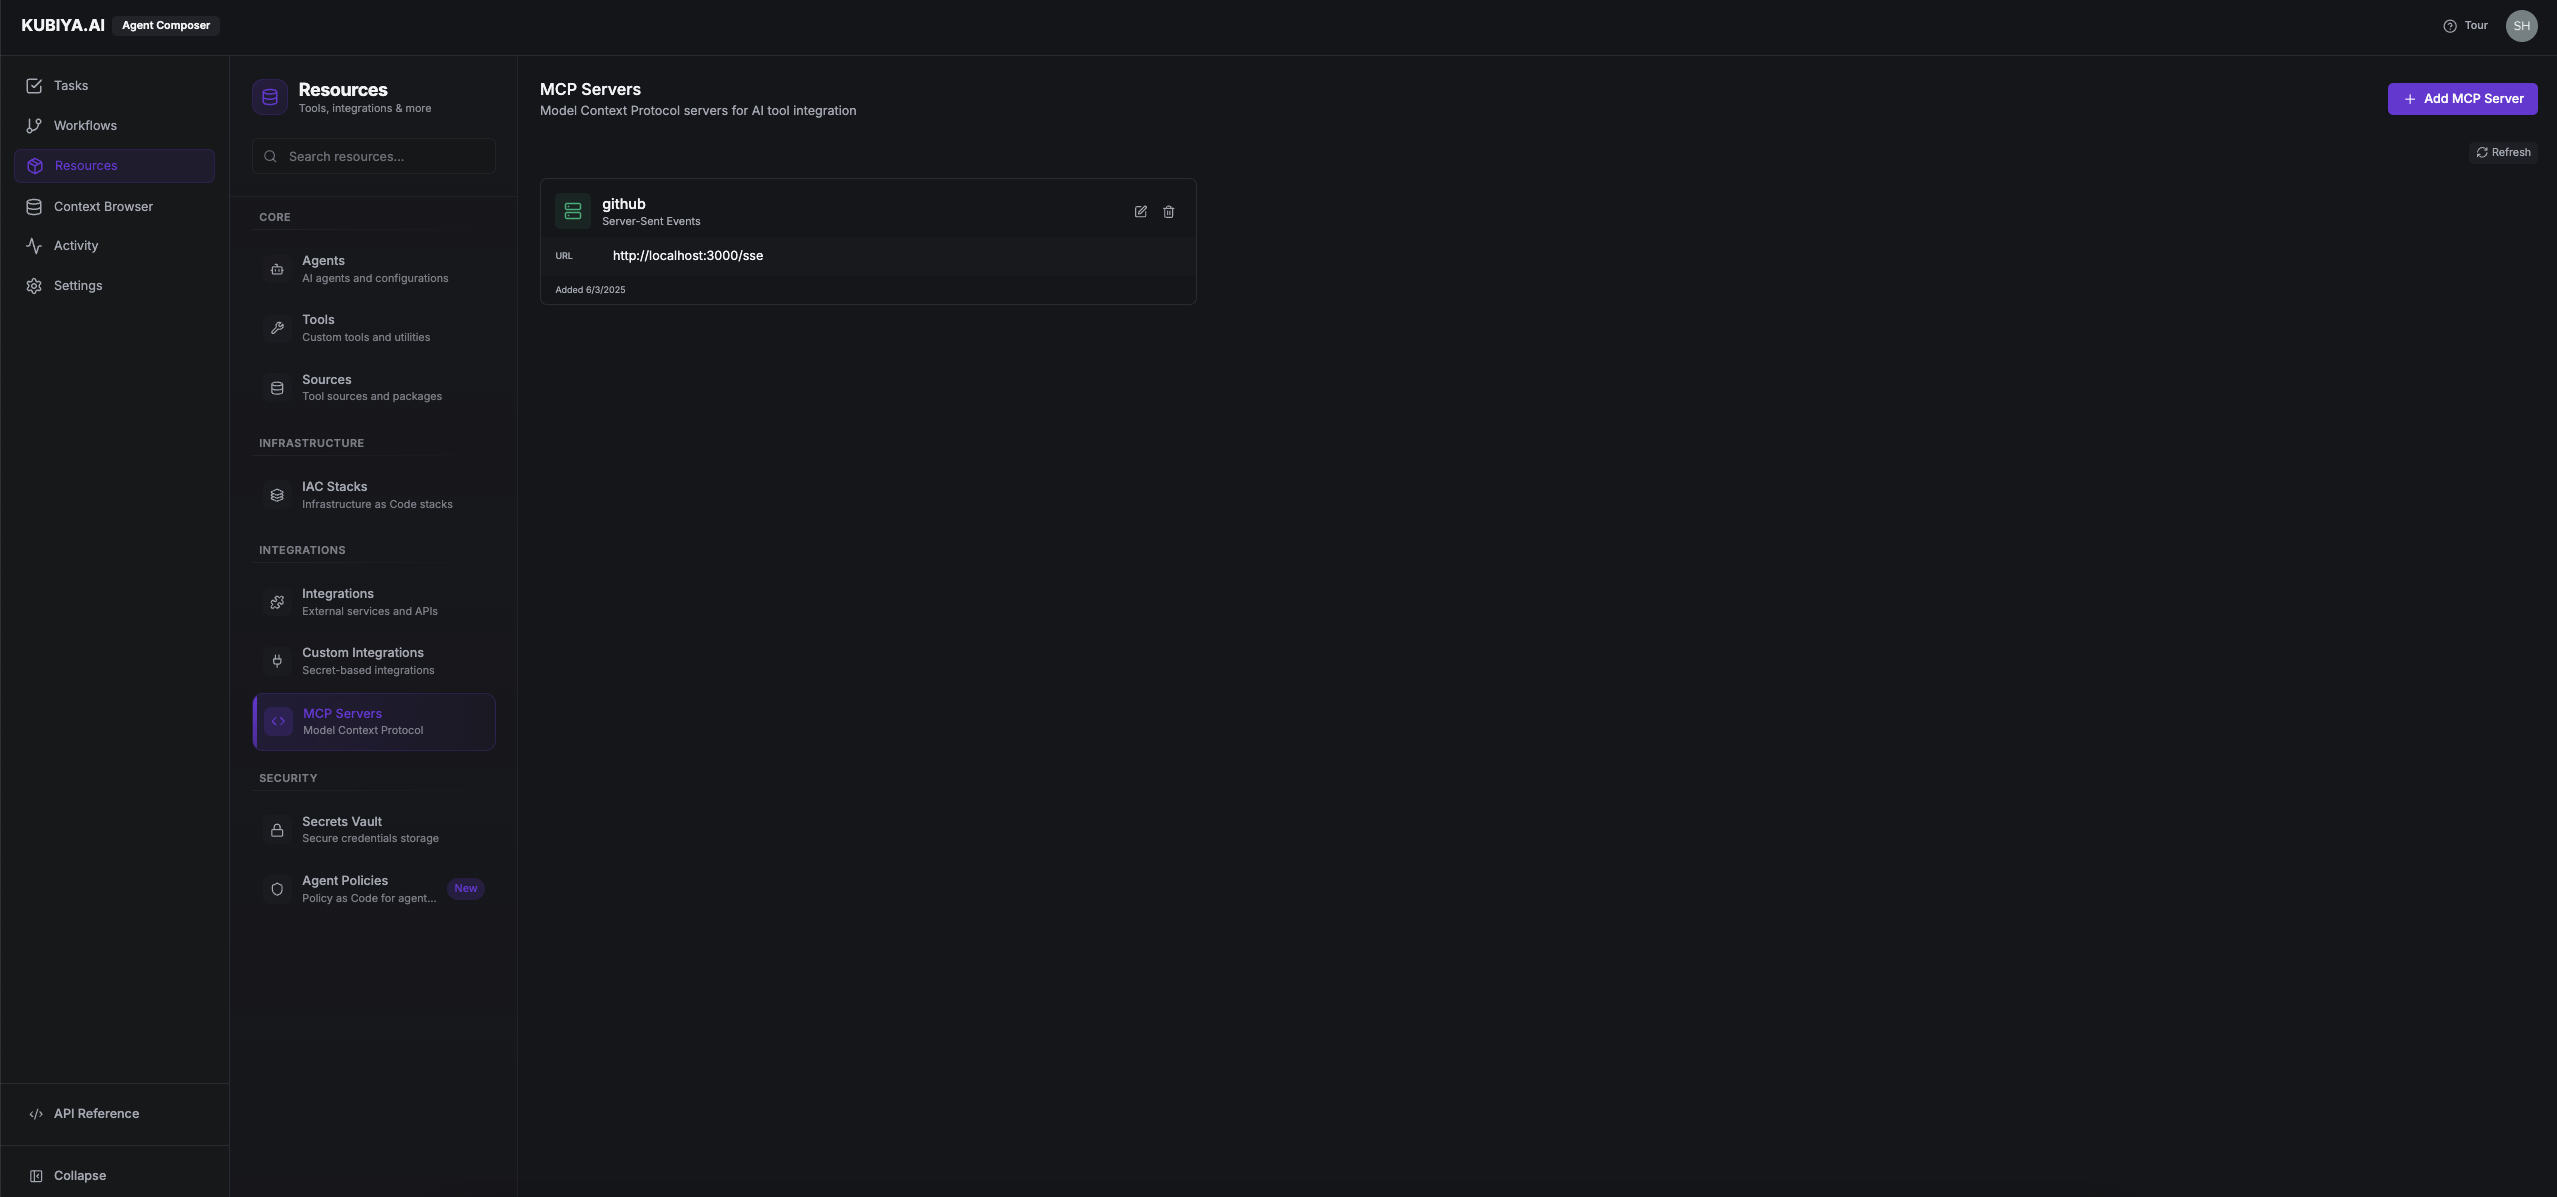 KUBIYA.AI
Agent Composer
Tour
SH
Tasks
Workflows
Resources
Context Browser
Activity
Settings
API Reference
Collapse
Resources
Tools, integrations & more
Search resources...
CORE
Agents
AI agents and configurations
Tools
Custom tools and utilities
Sources
Tool sources and packages
INFRASTRUCTURE
IAC Stacks
Infrastructure as Code stacks
INTEGRATIONS
Integrations
External services and APIs
Custom Integrations
Secret-based integrations
MCP Servers
Model Context Protocol
SECURITY
Secrets Vault
Secure credentials storage
Agent Policies
Policy as Code for agent...
New
MCP Servers
Model Context Protocol servers for AI tool integration
Add MCP Server
Refresh
github
Server-Sent Events
URL http://localhost:3000/sse
Added 6/3/2025